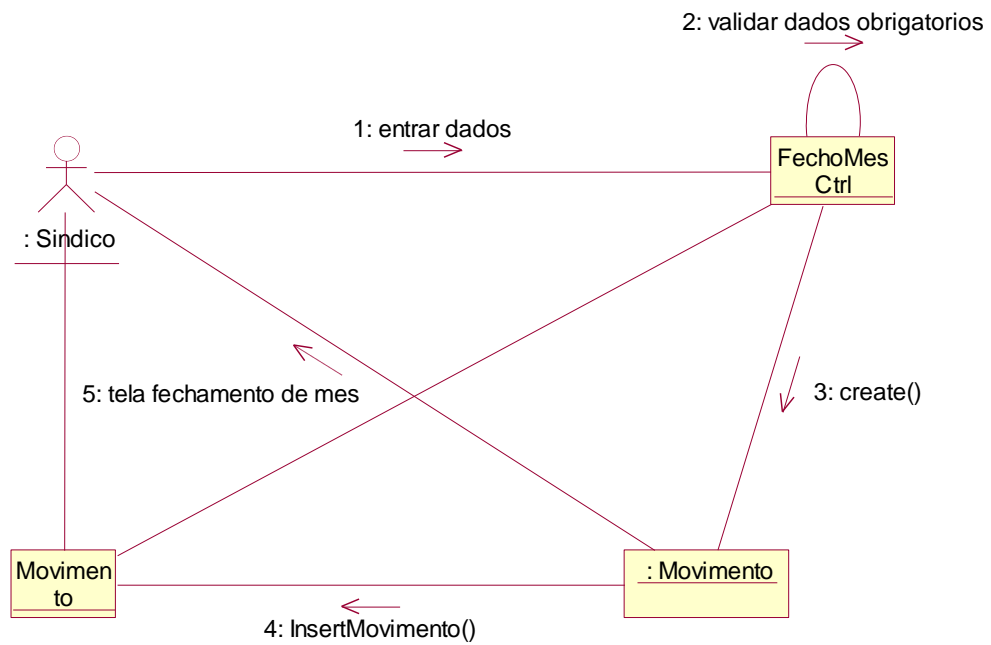 2: validar dados obrigatorios
1: entrar dados
FechoMes
Ctrl
: Sindico
5: tela fechamento de mes
3: create()
Movimen
to
: Movimento
4: InsertMovimento()